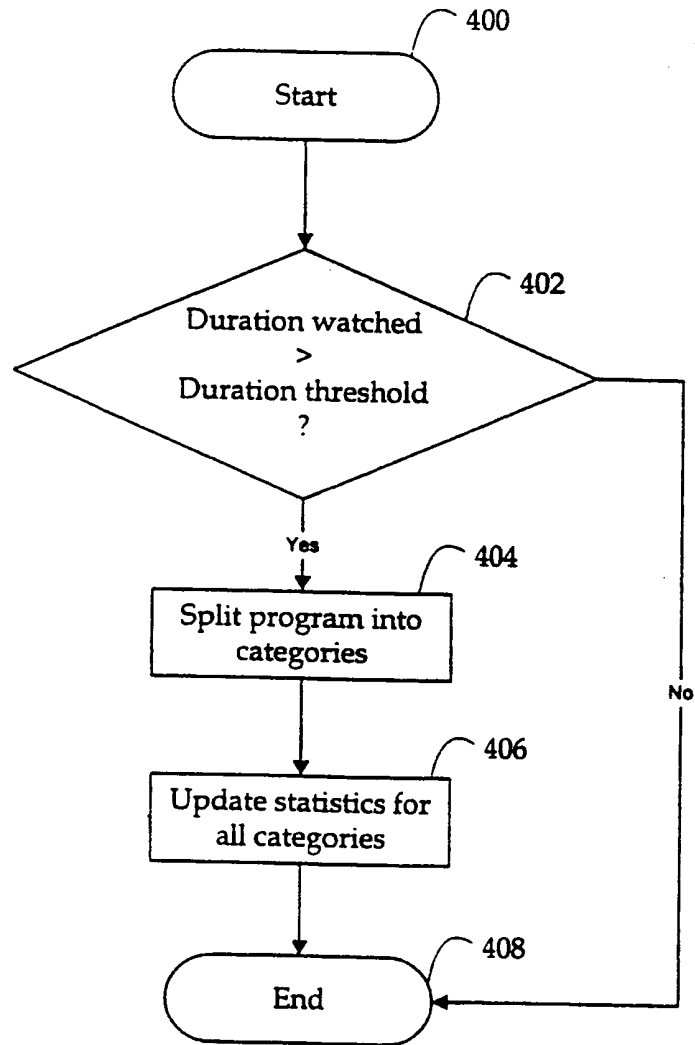 400
Start
402
Duration watched
>
Duration threshold
?
Yes
404
Split program into
categories
No
406
Update statistics for
all categories
408
End